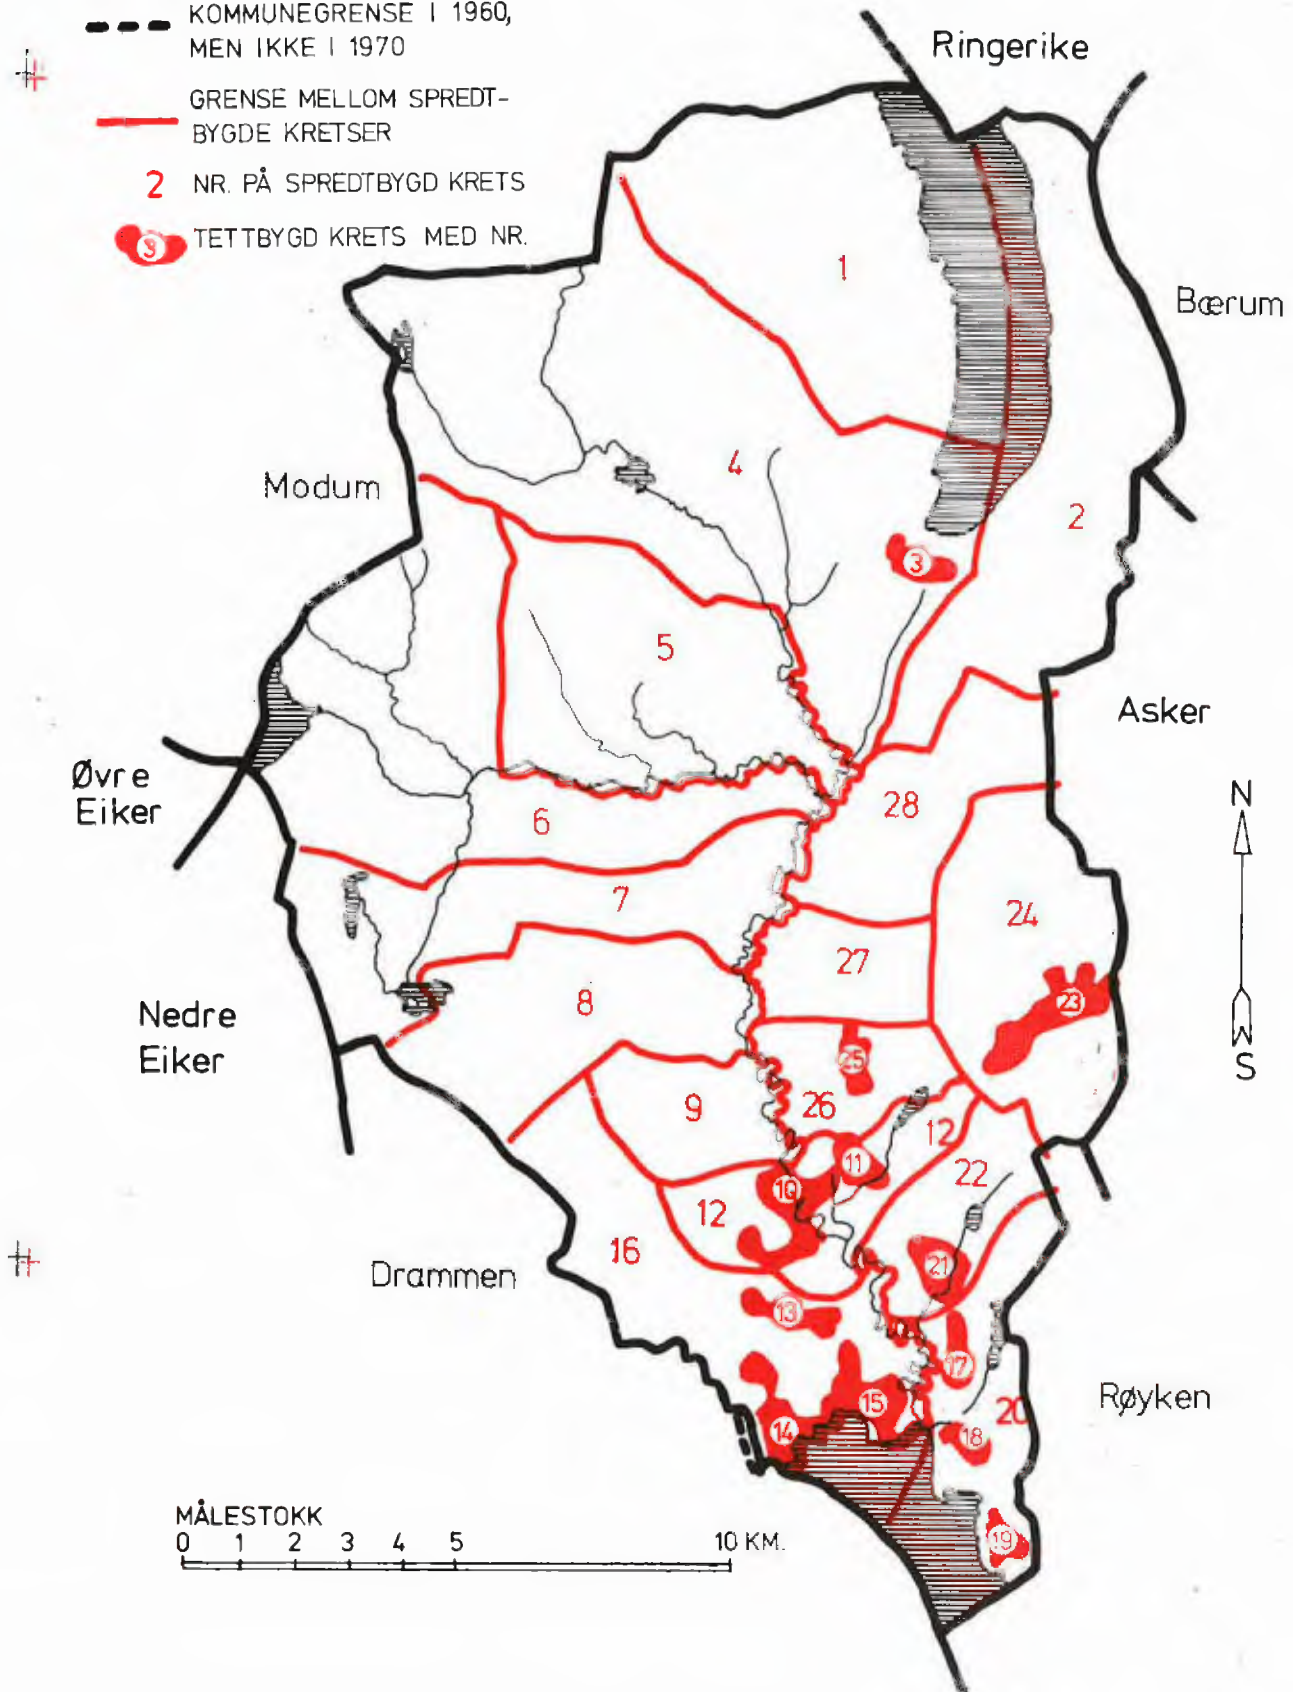 KOMMUNEGRENSE I 1960,
MEN IKKE I 1970
GRENSE MELLOM SPREDT-
BYGDE KRETSER
2 NR. PÅ SPREDTBYGD KRETS
3 TETTBYGD KRETS MED NR.
Ringerike
Bærum
1
Modum
4
2
3
5
Asker
Øvre
Eiker
6
28
N
7
24
27
23
8
Nedre
Eiker
S
25
26
9
12
11
22
10
12
16
21
Drammen
13
17
15
20
Røyken
14
18
19
MÅLESTOKK
0 1 2 3 4 5 10 KM.